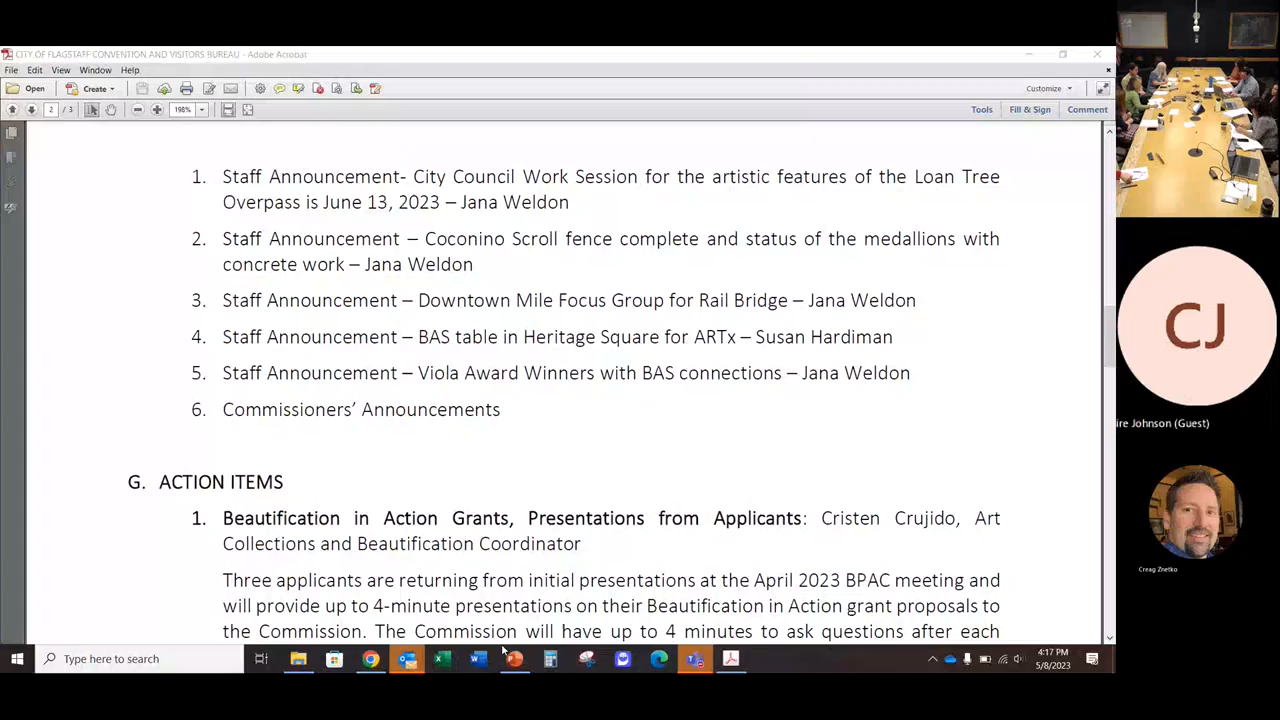 CITY OF FLAGSTAFF CONVENTION AND VISITORS BUREAU - Adobe Acrobat
File Edit View Window Help
Open Create Customize
2 / 3 198% Tools Fill & Sign Comment
1. Staff Announcement- City Council Work Session for the artistic features of the Loan Tree
Overpass is June 13, 2023 – Jana Weldon
2. Staff Announcement – Coconino Scroll fence complete and status of the medallions with
concrete work – Jana Weldon
3. Staff Announcement – Downtown Mile Focus Group for Rail Bridge – Jana Weldon
4. Staff Announcement – BAS table in Heritage Square for ARTx – Susan Hardiman
5. Staff Announcement – Viola Award Winners with BAS connections – Jana Weldon
6. Commissioners’ Announcements
G. ACTION ITEMS
1. Beautification in Action Grants, Presentations from Applicants: Cristen Crujido, Art
Collections and Beautification Coordinator
Three applicants are returning from initial presentations at the April 2023 BPAC meeting and
will provide up to 4-minute presentations on their Beautification in Action grant proposals to
the Commission. The Commission will have up to 4 minutes to ask questions after each
Type here to search
4:17 PM
5/8/2023
CJ
ire Johnson (Guest)
Creag Znetko